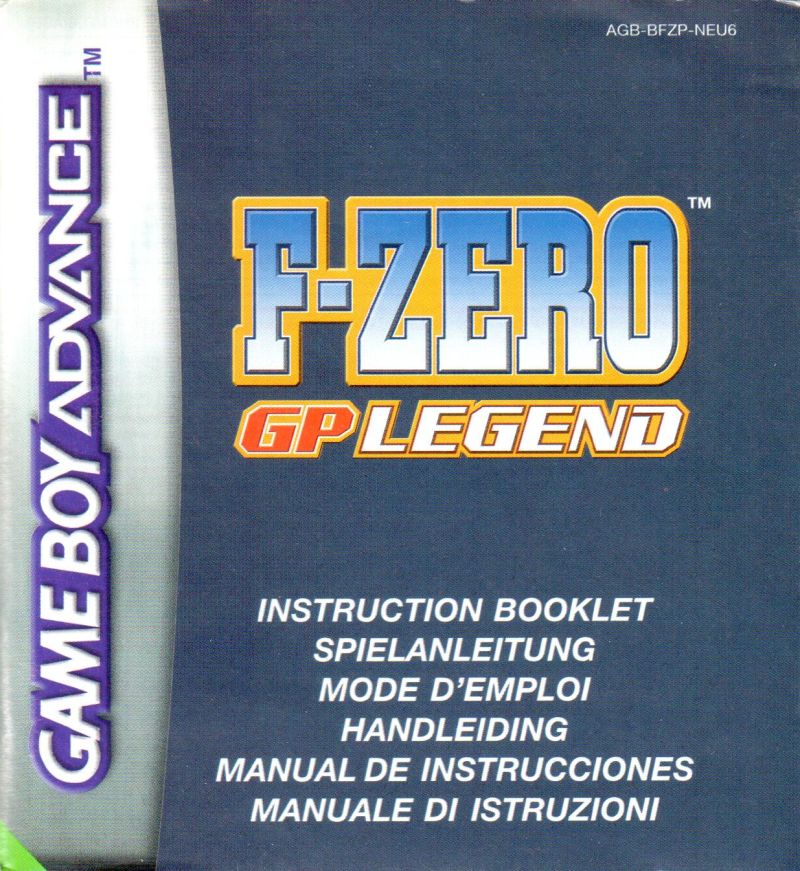 AGB-BFZP-NEU6
GAME BOY ADVANCE™
F-ZERO™
GP LEGEND
INSTRUCTION BOOKLET
SPIELANLEITUNG
MODE D'EMPLOI
HANDLEIDING
MANUAL DE INSTRUCCIONES
MANUALE DI ISTRUZIONI